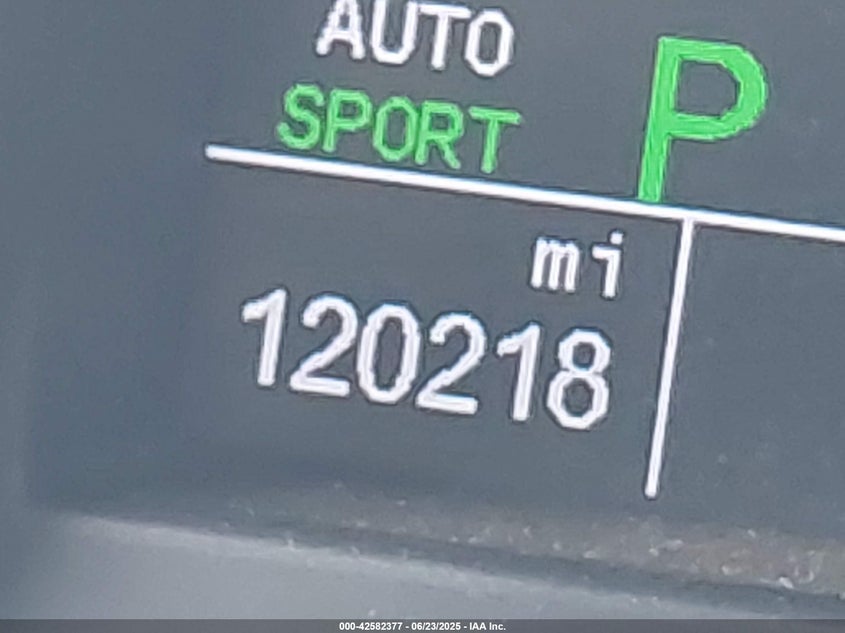 AUTO
SPORT
P
mi
120218
000-42582377 - 06/23/2025 - IAA Inc.